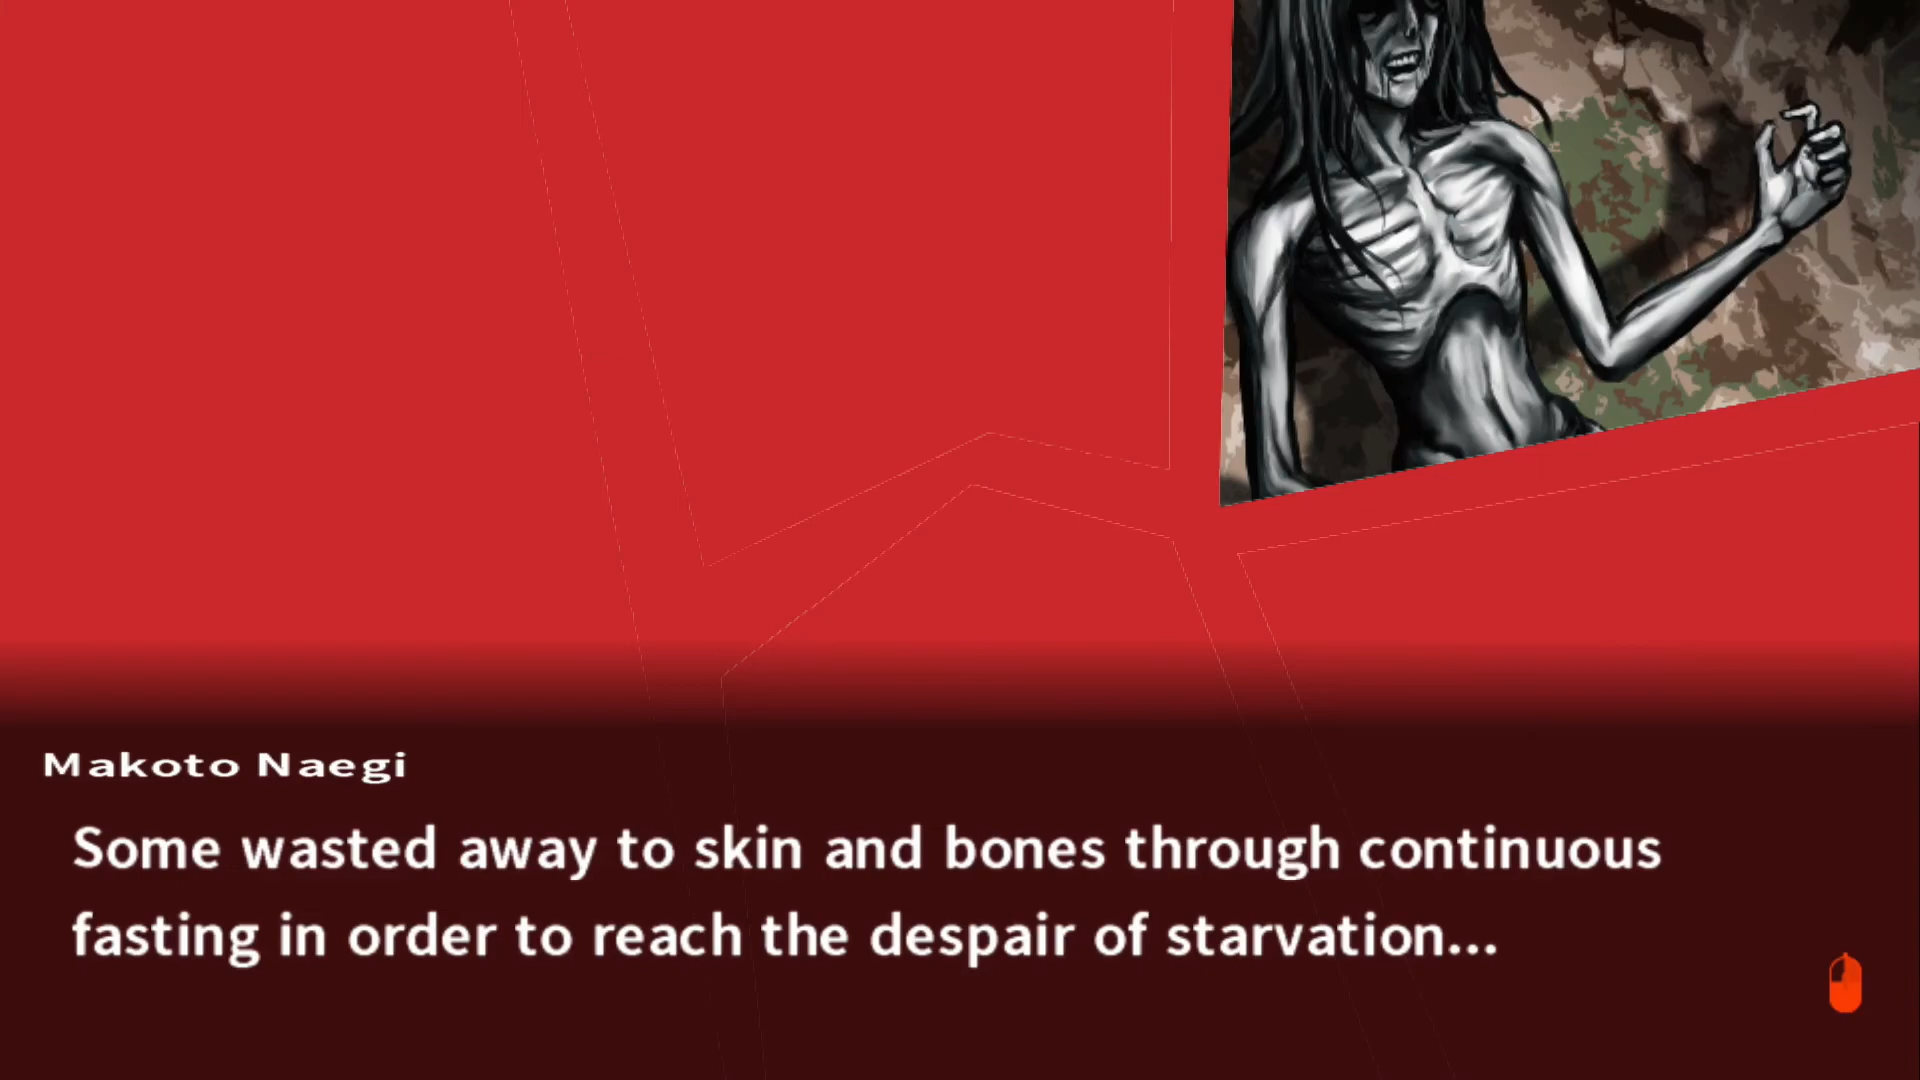 Makoto Naegi
Some wasted away to skin and bones through continuous
fasting in order to reach the despair of starvation...